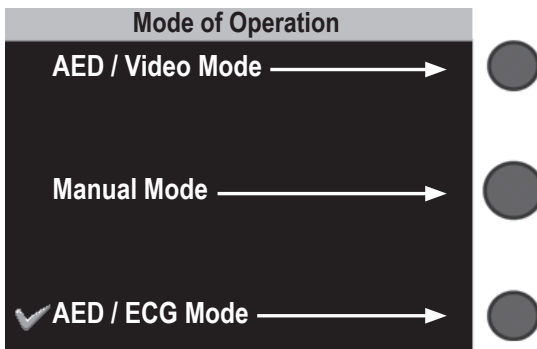 Mode of Operation
AED / Video Mode
Manual Mode
AED / ECG Mode